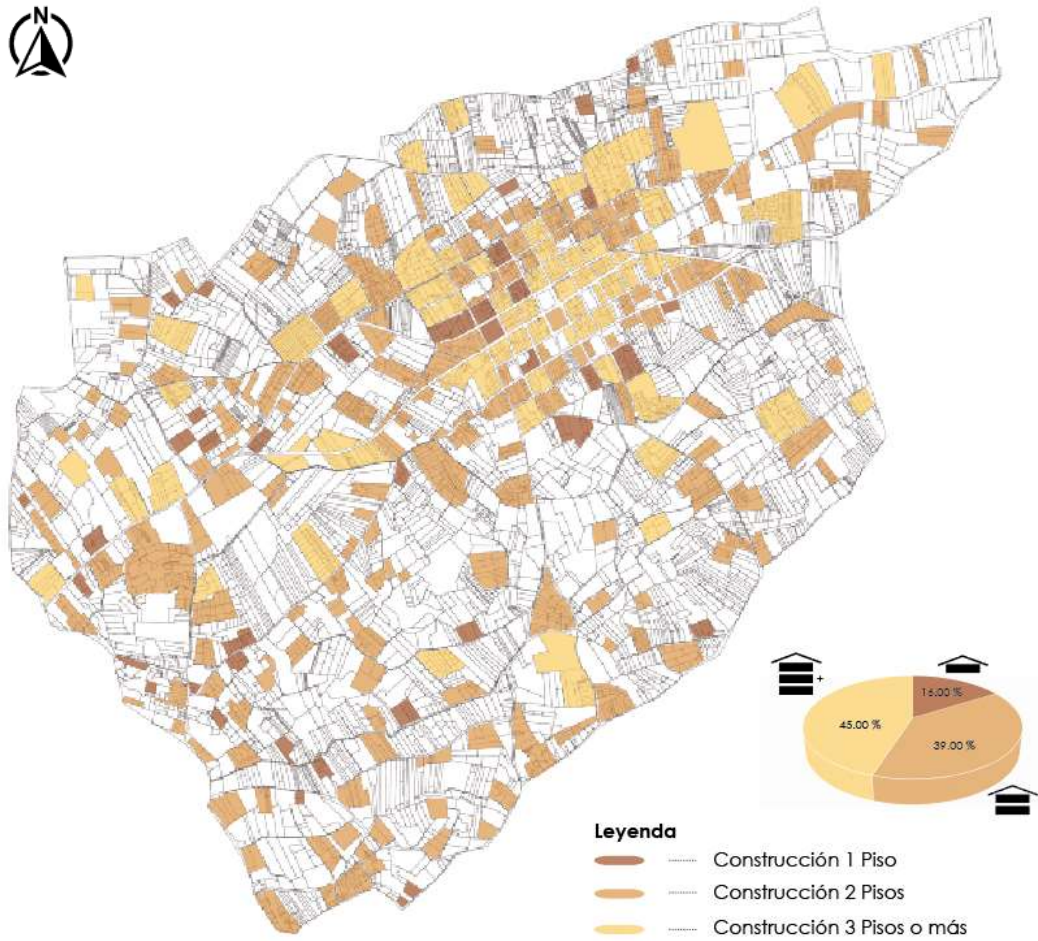 N
+
16.00 %
45.00 %
39.00 %
Leyenda
Construcción 1 Piso
Construcción 2 Pisos
Construcción 3 Pisos o más